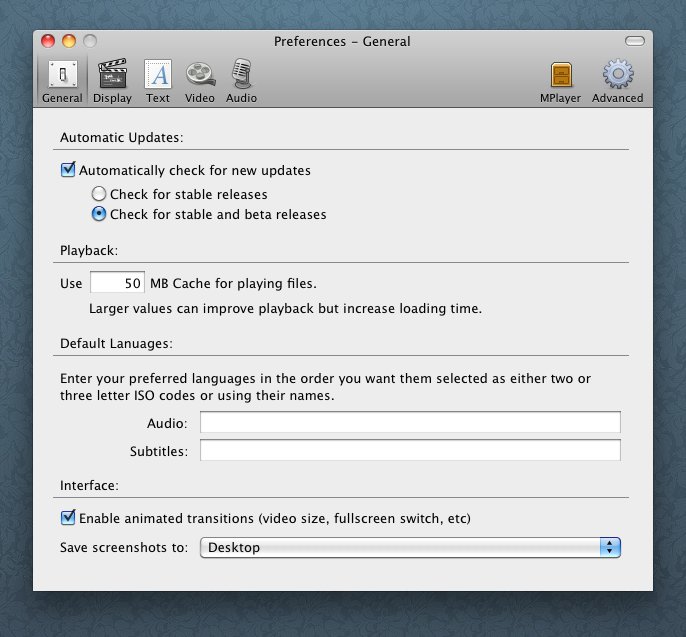 Preferences – General
General Display Text Video Audio MPlayer Advanced
A
Automatic Updates:
Automatically check for new updates
Check for stable releases
Check for stable and beta releases
Playback:
Use 50 MB Cache for playing files.
Larger values can improve playback but increase loading time.
Default Lanuages:
Enter your preferred languages in the order you want them selected as either two or
three letter ISO codes or using their names.
Audio:
Subtitles:
Interface:
Enable animated transitions (video size, fullscreen switch, etc)
Save screenshots to: Desktop